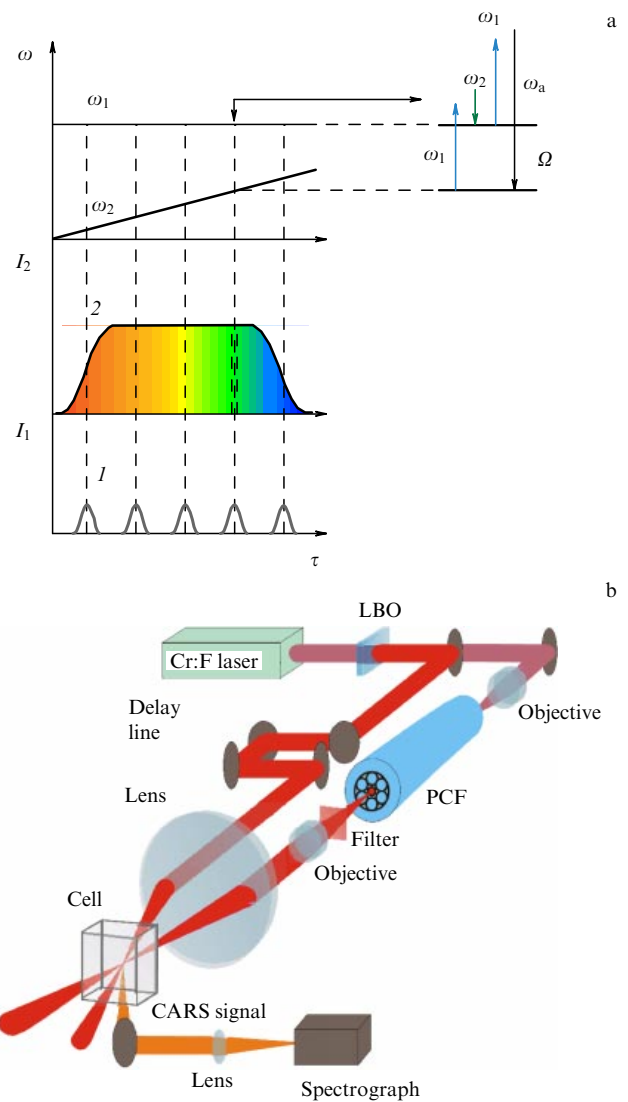 a
ω
ω₁
ω₁
ω₂
ωₐ
ω₁
Ω
ω₂
I₂
2
I₁
1
τ
b
LBO
Cr:F laser
Delay
line
Objective
Lens
PCF
Filter
Objective
Cell
CARS signal
Lens
Spectrograph